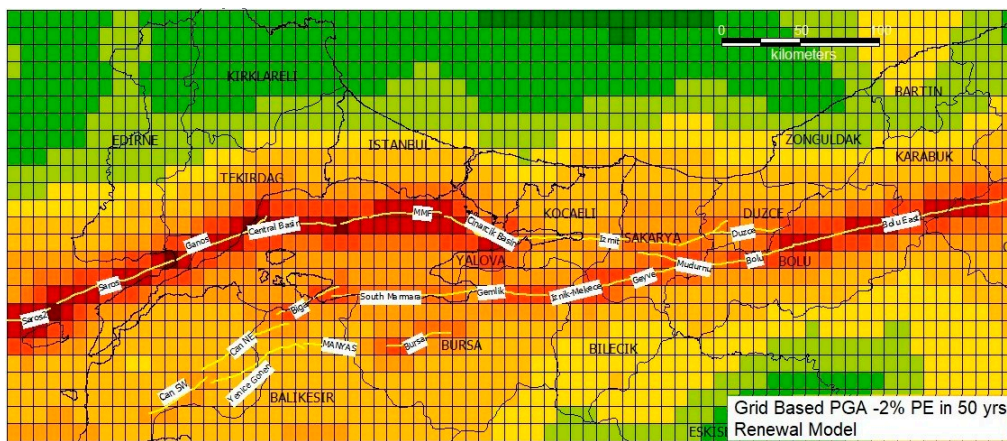 0 50 100
kilometers
KIRKLARELI
BARTIN
EDIRNE
ISTANBUL
ZONGULDAK
KARABUK
TEKIRDAG
MMF
KOCAELI
DUZCE
Bolu East
Ganos
Central Basin
Cinarcik Basin
Izmit
SAKARYA
Duzce
YALOVA
Mudurnu
Bolu
BOLU
Saros
Geyve
Saros2
Biga
South Marmara
Gemlik
Iznik-Mekece
Can NE
MANYAS
Bursa
BURSA
BILECIK
Can SW
Yenice Gonen
BALIKESIR
Grid Based PGA -2% PE in 50 yrs
Renewal Model